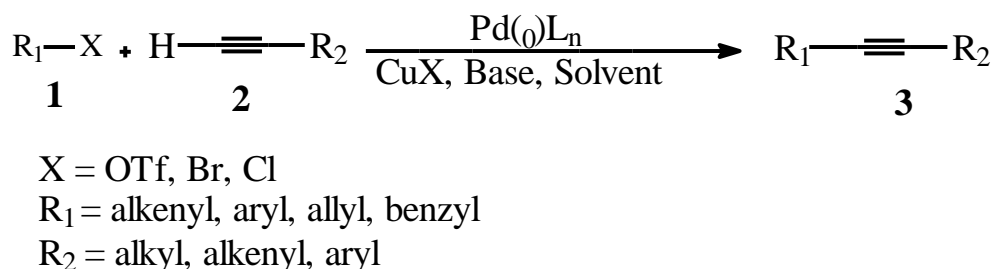 R₁—X + H—≡—R₂ Pd(₀)Lₙ R₁—≡—R₂
CuX, Base, Solvent
1 2 3
X = OTf, Br, Cl
R₁ = alkenyl, aryl, allyl, benzyl
R₂ = alkyl, alkenyl, aryl